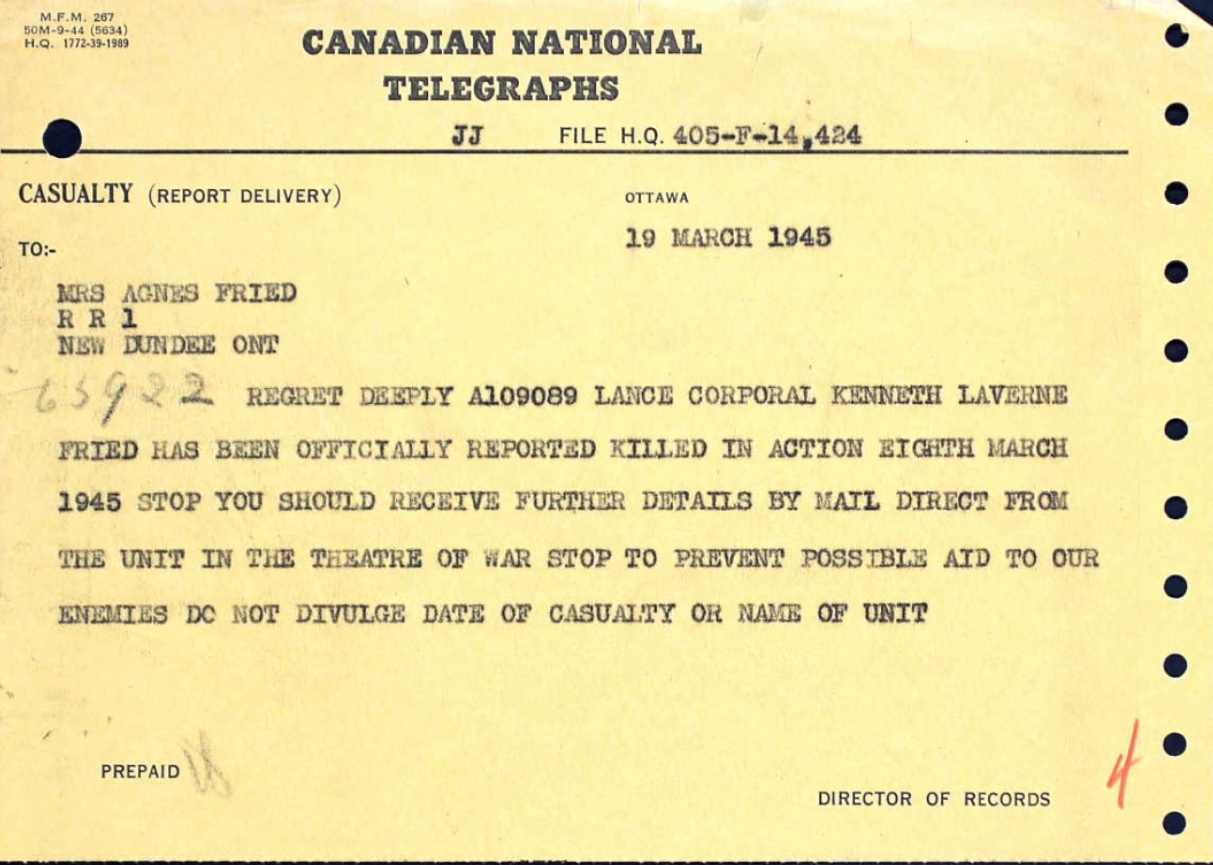 M.F.M. 267
50M-9-44 (5634)
H.Q. 1772-39-1989
CANADIAN NATIONAL
TELEGRAPHS
JJ FILE H.Q. 405-F-14,424
CASUALTY (REPORT DELIVERY)
OTTAWA
19 MARCH 1945
TO:-
MRS AGNES FRIED
R R 1
NEW DUNDEE ONT
65922 REGRET DEEPLY A109089 LANCE CORPORAL KENNETH LAVERNE
FRIED HAS BEEN OFFICIALLY REPORTED KILLED IN ACTION EIGHTH MARCH
1945 STOP YOU SHOULD RECEIVE FURTHER DETAILS BY MAIL DIRECT FROM
THE UNIT IN THE THEATRE OF WAR STOP TO PREVENT POSSIBLE AID TO OUR
ENEMIES DO NOT DIVULGE DATE OF CASUALTY OR NAME OF UNIT
PREPAID
DIRECTOR OF RECORDS
4